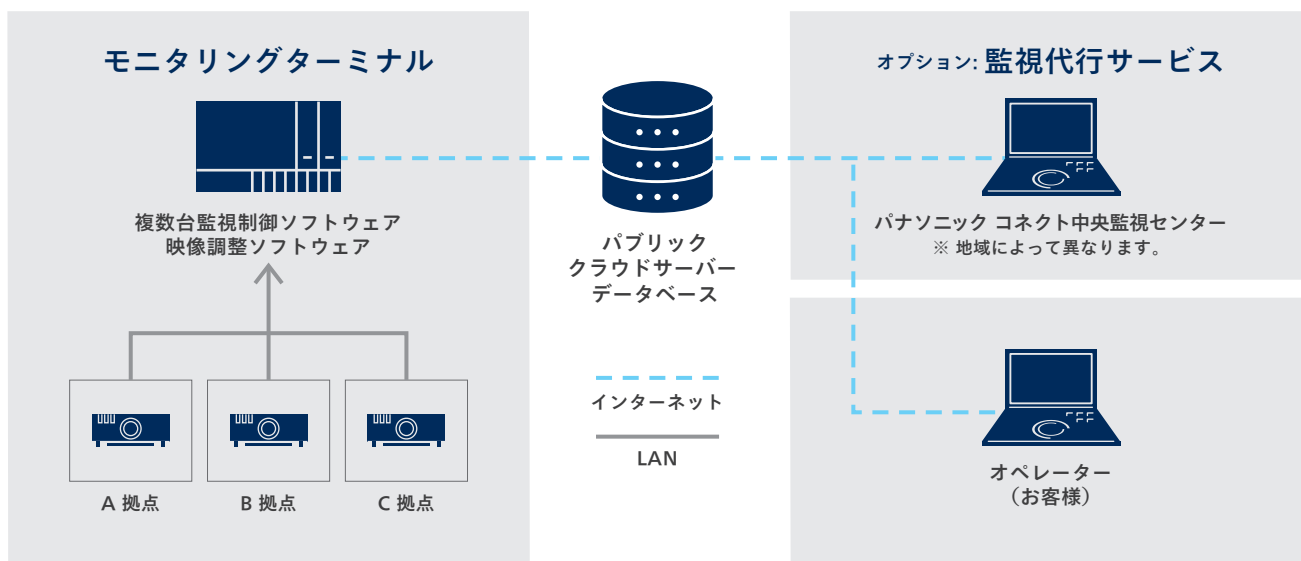 モニタリングターミナル
複数台監視制御ソフトウェア
映像調整ソフトウェア
A 拠点
B 拠点
C 拠点
パブリック
クラウドサーバー
データベース
インターネット
LAN
オプション: 監視代行サービス
パナソニック コネクト中央監視センター
※ 地域によって異なります。
オペレーター
（お客様）